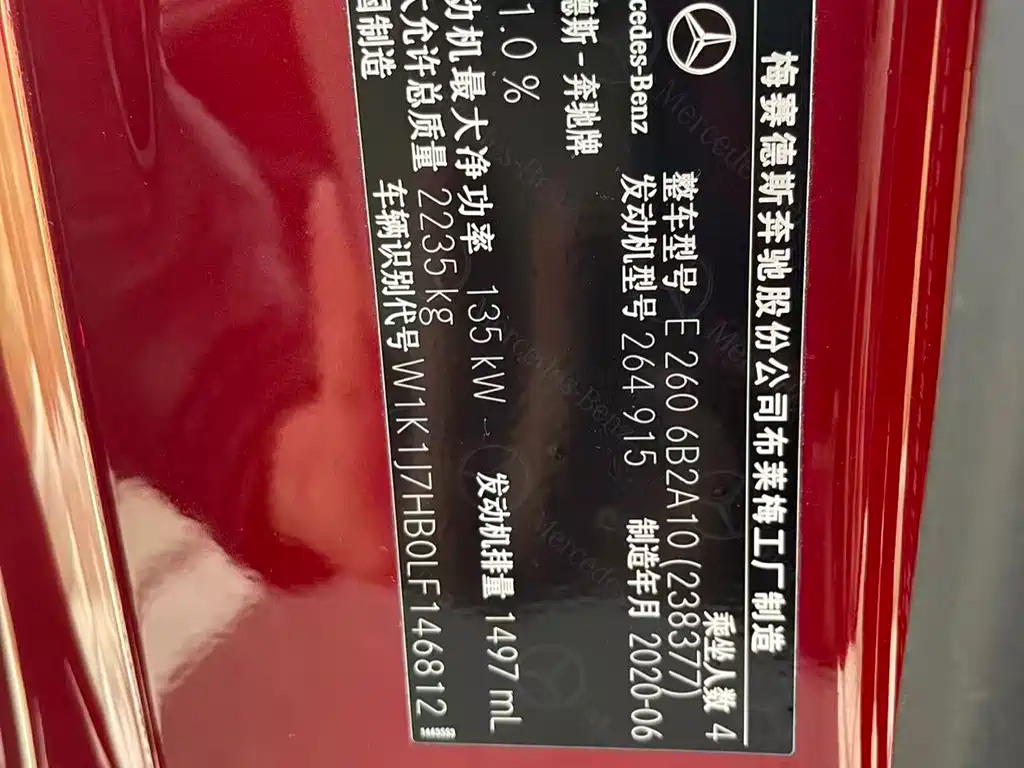 梅赛德斯奔驰股份公司布莱梅工厂制造
乘坐人数 4
整车型号 E 260 6B2A10 (238377)
cedes-Benz 发动机型号 264 915 制造年月 2020-06
德斯-奔驰牌
1.0 %
动机最大净功率 135 kW 发动机排量 1497 mL
大允许总质量 2235 kg
国制造 车辆识别代号 W1K1J7HB0LF146812